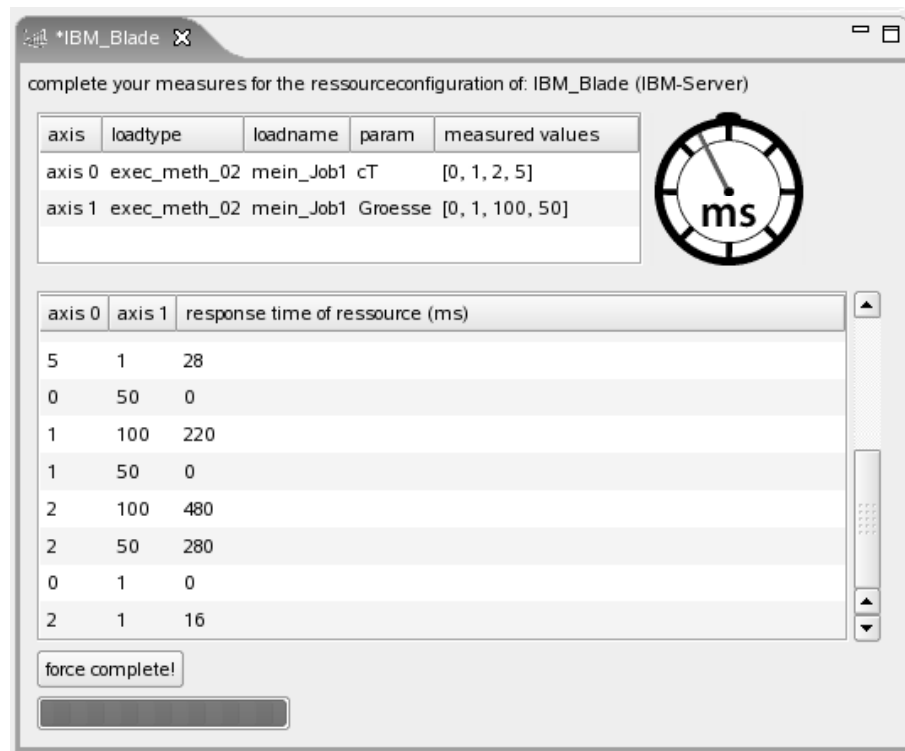 *IBM_Blade
complete your measures for the ressourceconfiguration of: IBM_Blade (IBM-Server)
axis loadtype loadname param measured values
axis 0 exec_meth_02 mein_Job1 cT [0, 1, 2, 5]
axis 1 exec_meth_02 mein_Job1 Groesse [0, 1, 100, 50]
ms
axis 0 axis 1 response time of ressource (ms)
5 1 28
0 50 0
1 100 220
1 50 0
2 100 480
2 50 280
0 1 0
2 1 16
force complete!